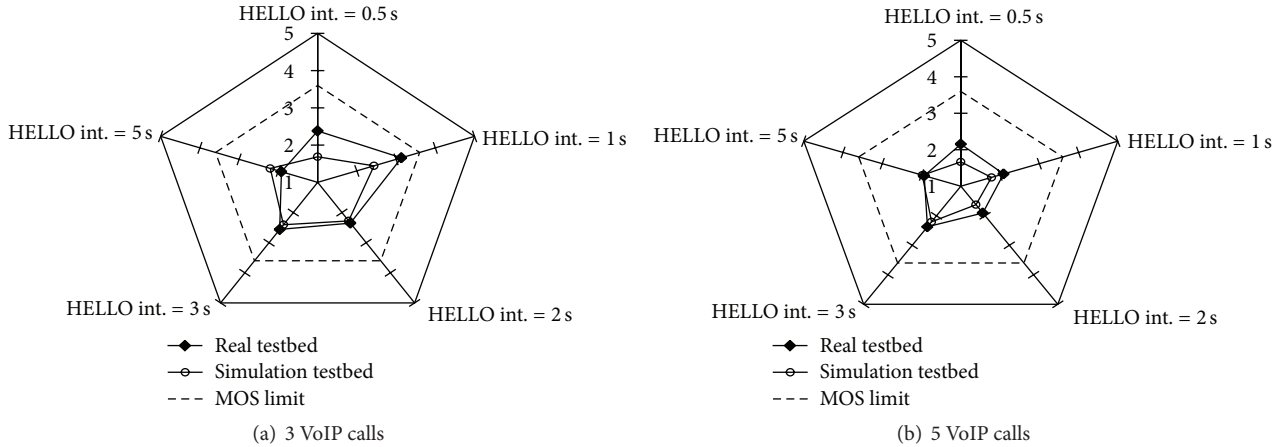 HELLO int. = 0.5 s
5
4
3
2
1
HELLO int. = 1 s
HELLO int. = 2 s
HELLO int. = 3 s
HELLO int. = 5 s
Real testbed
Simulation testbed
MOS limit
(a) 3 VoIP calls
HELLO int. = 0.5 s
5
4
3
2
1
HELLO int. = 1 s
HELLO int. = 2 s
HELLO int. = 3 s
HELLO int. = 5 s
Real testbed
Simulation testbed
MOS limit
(b) 5 VoIP calls